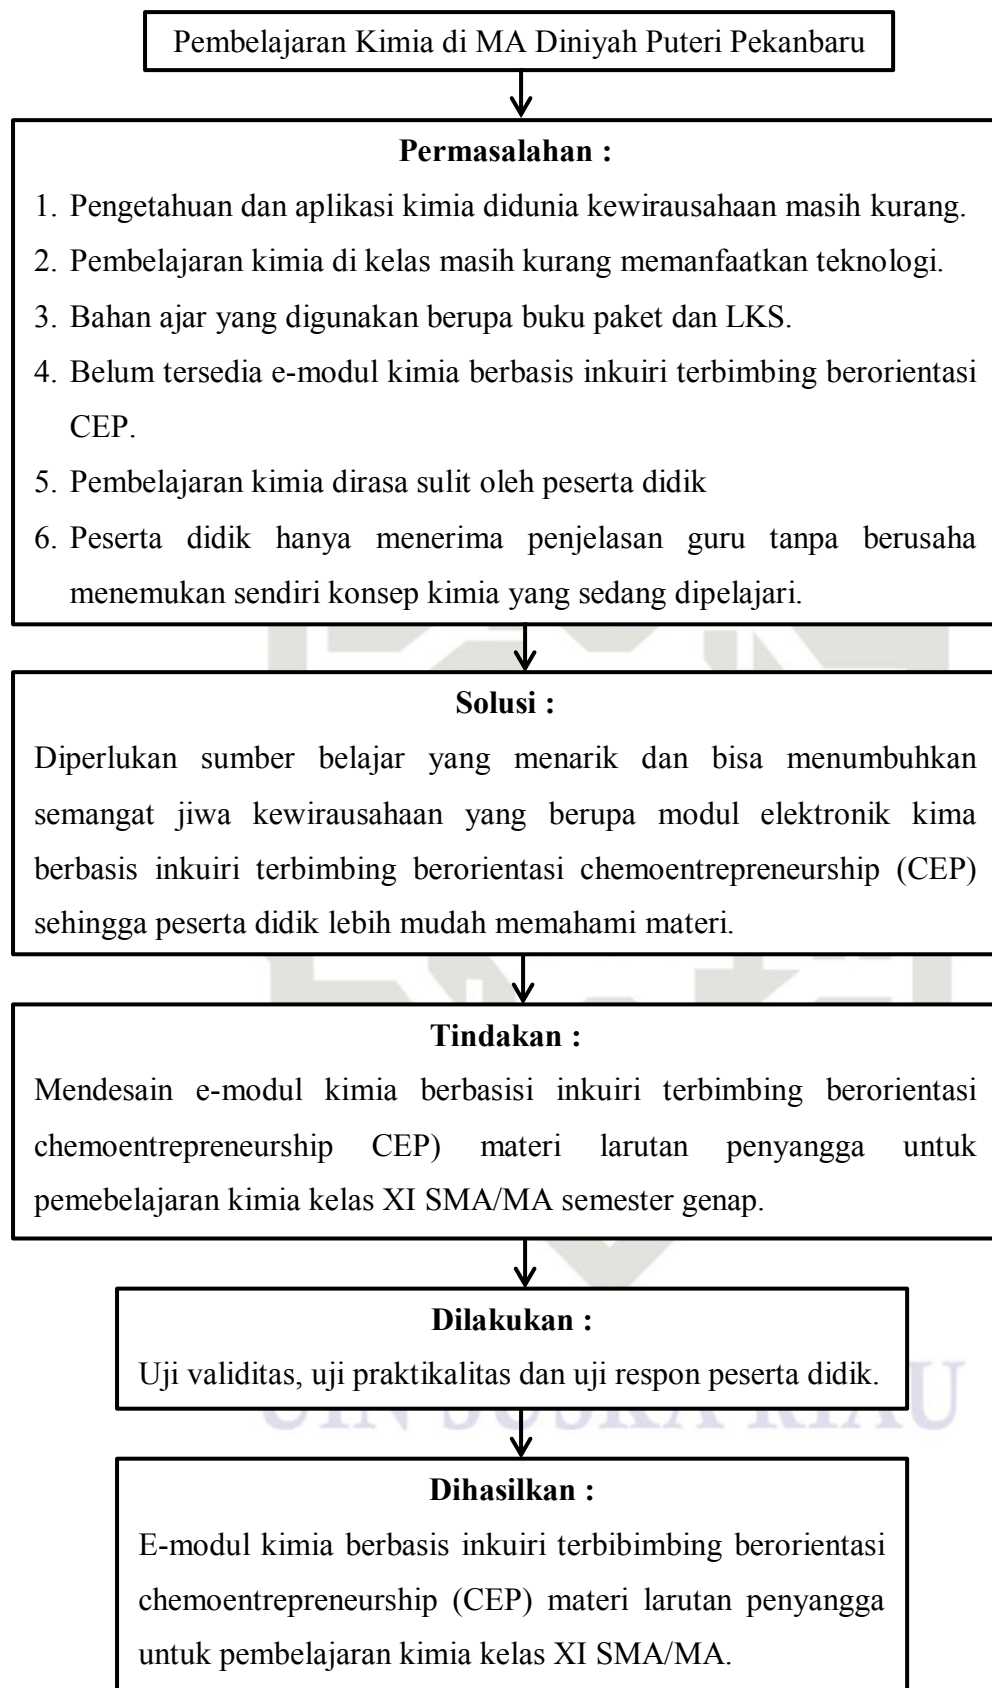 Pembelajaran Kimia di MA Diniyah Puteri Pekanbaru
Permasalahan :
1. Pengetahuan dan aplikasi kimia didunia kewirausahaan masih kurang.
2. Pembelajaran kimia di kelas masih kurang memanfaatkan teknologi.
3. Bahan ajar yang digunakan berupa buku paket dan LKS.
4. Belum tersedia e-modul kimia berbasis inkuiri terbimbing berorientasi
CEP.
5. Pembelajaran kimia dirasa sulit oleh peserta didik
6. Peserta didik hanya menerima penjelasan guru tanpa berusaha
menemukan sendiri konsep kimia yang sedang dipelajari.
Solusi :
Diperlukan sumber belajar yang menarik dan bisa menumbuhkan
semangat jiwa kewirausahaan yang berupa modul elektronik kima
berbasis inkuiri terbimbing berorientasi chemoentrepreneurship (CEP)
sehingga peserta didik lebih mudah memahami materi.
Tindakan :
Mendesain e-modul kimia berbasisi inkuiri terbimbing berorientasi
chemoentrepreneurship CEP) materi larutan penyangga untuk
pemebelajaran kimia kelas XI SMA/MA semester genap.
Dilakukan :
Uji validitas, uji praktikalitas dan uji respon peserta didik.
UIN SUSKA RIAU
Dihasilkan :
E-modul kimia berbasis inkuiri terbibimbing berorientasi
chemoentrepreneurship (CEP) materi larutan penyangga
untuk pembelajaran kimia kelas XI SMA/MA.